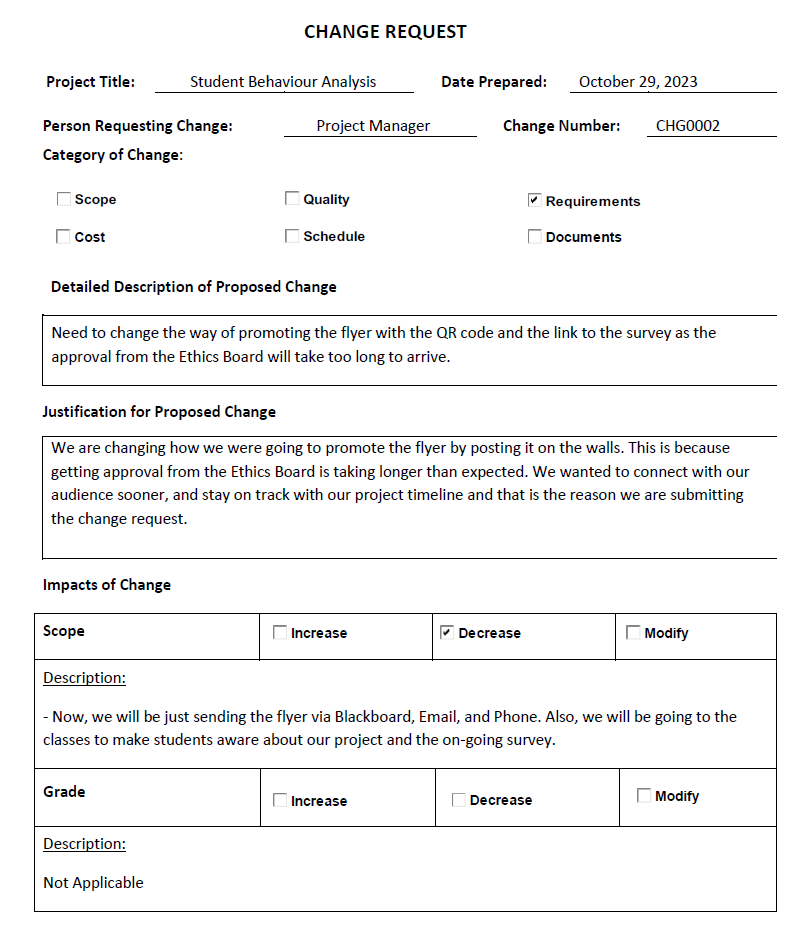 CHANGE REQUEST
Project Title: Student Behaviour Analysis Date Prepared: October 29, 2023
Person Requesting Change: Project Manager Change Number: CHG0002
Category of Change:
Scope Quality Requirements
Cost Schedule Documents
Detailed Description of Proposed Change
Need to change the way of promoting the flyer with the QR code and the link to the survey as the
approval from the Ethics Board will take too long to arrive.
Justification for Proposed Change
We are changing how we were going to promote the flyer by posting it on the walls. This is because
getting approval from the Ethics Board is taking longer than expected. We wanted to connect with our
audience sooner, and stay on track with our project timeline and that is the reason we are submitting
the change request.
Impacts of Change
Scope Increase Decrease Modify
Description:
- Now, we will be just sending the flyer via Blackboard, Email, and Phone. Also, we will be going to the
classes to make students aware about our project and the on-going survey.
Grade Increase Decrease Modify
Description:
Not Applicable